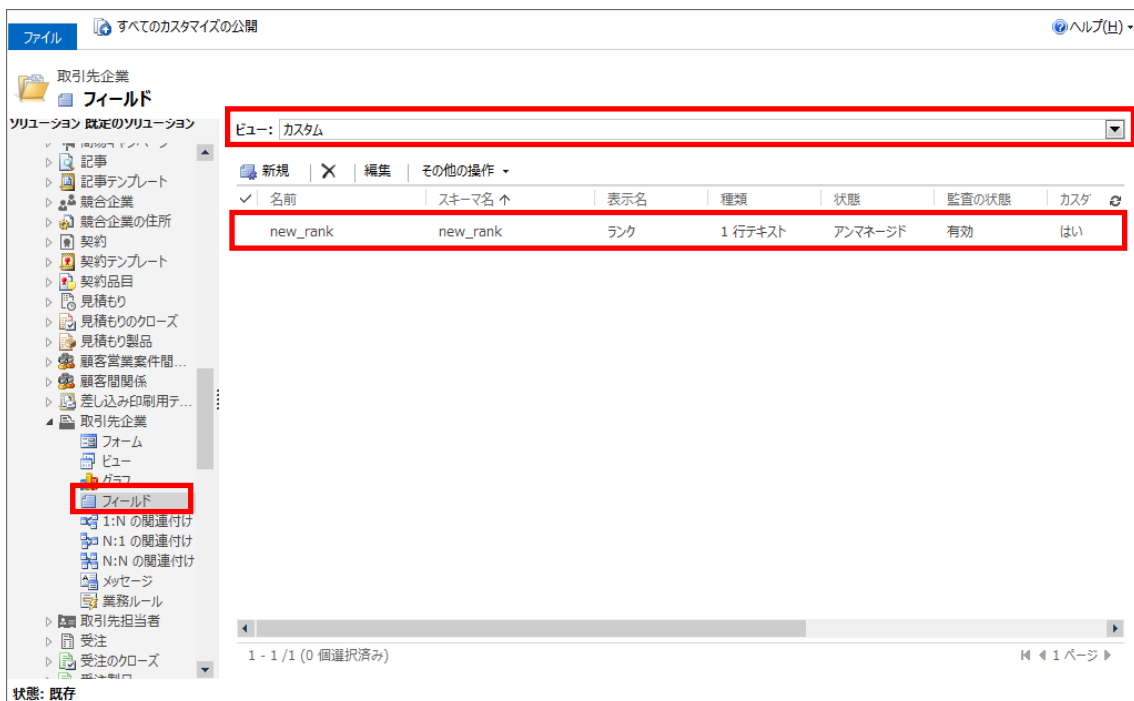 ファイル
すべてのカスタマイズの公開
ヘルプ(H)
取引先企業
フィールド
ソリューション 既定のソリューション
記事
記事テンプレート
競合企業
競合企業の住所
契約
契約テンプレート
契約品目
見積もり
見積もりのクローズ
見積もり製品
顧客営業案件間...
顧客間関係
差し込み印刷用テ...
取引先企業
フォーム
ビュー
グラフ
フィールド
1:N の関連付け
N:1 の関連付け
N:N の関連付け
メッセージ
業務ルール
取引先担当者
受注
受注のクローズ
受注製品
状態: 既存
ビュー: カスタム
新規 | 編集 | その他の操作
名前 スキーマ名 表示名 種類 状態 監査の状態 カスタ
new_rank new_rank ランク 1 行テキスト アンマネージド 有効 はい
1 - 1 /1 (0 個選択済み) 1 ページ